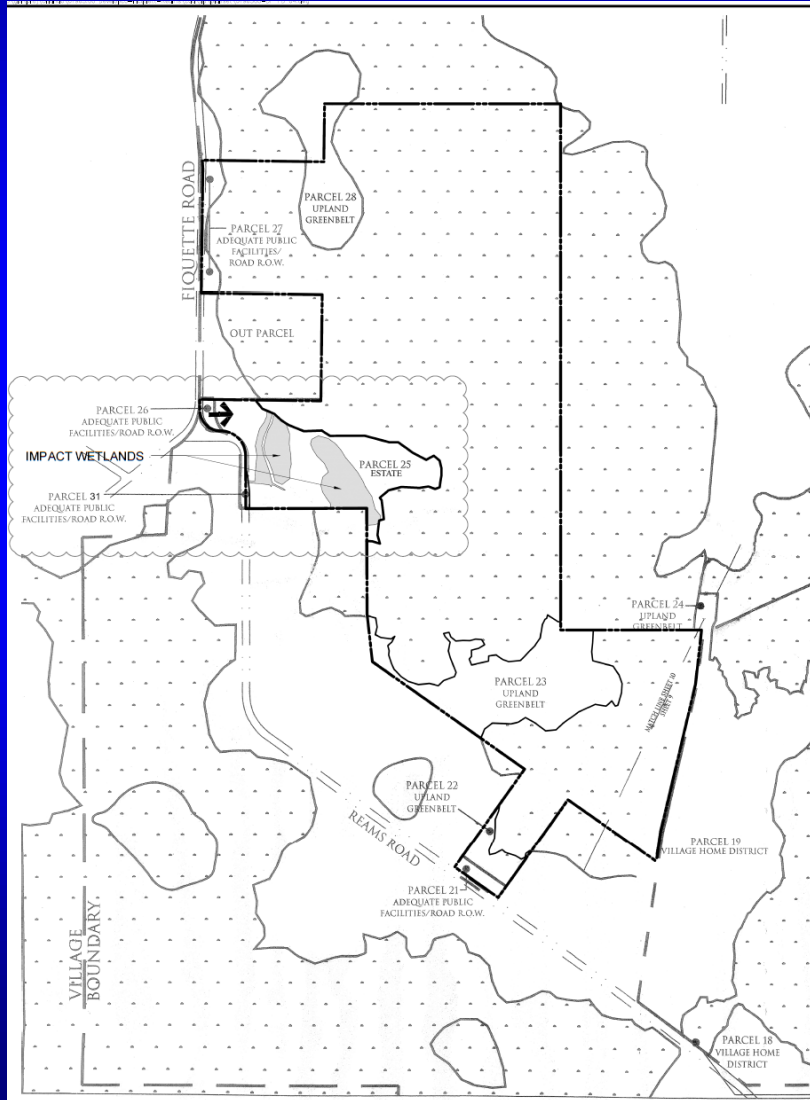 FIQUETTE ROAD
PARCEL 28
UPLAND
GREENBELT
PARCEL 27
ADEQUATE PUBLIC
FACILITIES/
ROAD R.O.W.
OUT PARCEL
PARCEL 26
ADEQUATE PUBLIC
FACILITIES/ROAD R.O.W.
IMPACT WETLANDS
PARCEL 25
ESTATE
PARCEL 31
ADEQUATE PUBLIC
FACILITIES/ROAD R.O.W.
PARCEL 24
UPLAND
GREENBELT
PARCEL 23
UPLAND
GREENBELT
PARCEL 22
UPLAND
GREENBELT
REAMS ROAD
PARCEL 19
VILLAGE HOME DISTRICT
PARCEL 21
ADEQUATE PUBLIC
FACILITIES/ROAD R.O.W.
VILLAGE
BOUNDARY
PARCEL 18
VILLAGE HOME
DISTRICT